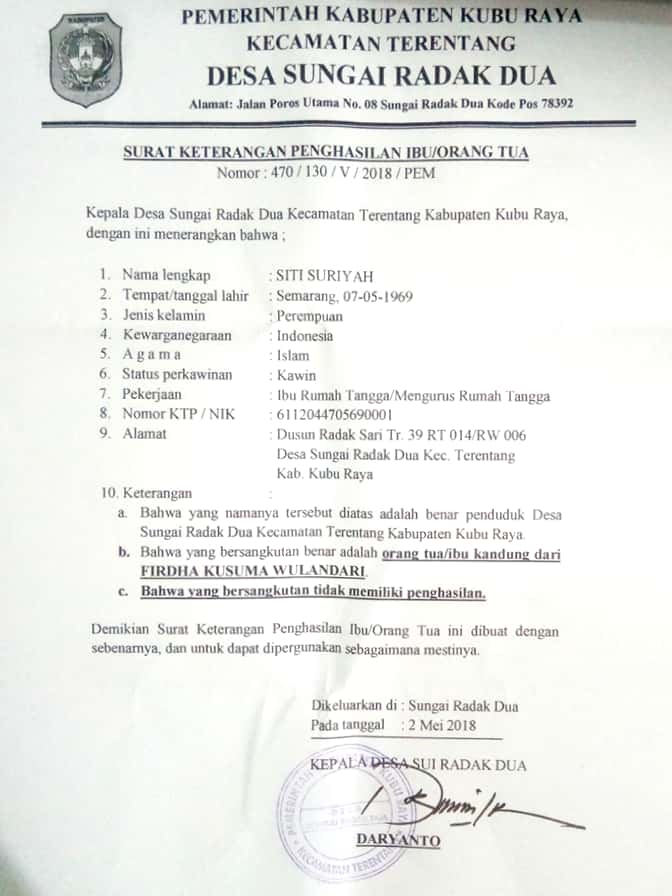 KABUPATEN
PEMERINTAH KABUPATEN KUBU RAYA
KECAMATAN TERENTANG
DESA SUNGAI RADAK DUA
Alamat: Jalan Poros Utama No. 08 Sungai Radak Dua Kode Pos 78392
SURAT KETERANGAN PENGHASILAN IBU/ORANG TUA
Nomor : 470 / 130 / V / 2018 / PEM
Kepala Desa Sungai Radak Dua Kecamatan Terentang Kabupaten Kubu Raya,
dengan ini menerangkan bahwa ;
1. Nama lengkap : SITI SURIYAH
2. Tempat/tanggal lahir : Semarang, 07-05-1969
3. Jenis kelamin : Perempuan
4. Kewarganegaraan : Indonesia
5. A g a m a : Islam
6. Status perkawinan : Kawin
7. Pekerjaan : Ibu Rumah Tangga/Mengurus Rumah Tangga
8. Nomor KTP / NIK : 6112044705690001
9. Alamat : Dusun Radak Sari Tr. 39 RT 014/RW 006
Desa Sungai Radak Dua Kec. Terentang
Kab. Kubu Raya
10. Keterangan :
a. Bahwa yang namanya tersebut diatas adalah benar penduduk Desa
Sungai Radak Dua Kecamatan Terentang Kabupaten Kubu Raya.
b. Bahwa yang bersangkutan benar adalah orang tua/ibu kandung dari
FIRDHA KUSUMA WULANDARI.
c. Bahwa yang bersangkutan tidak memiliki penghasilan.
Demikian Surat Keterangan Penghasilan Ibu/Orang Tua ini dibuat dengan
sebenarnya, dan untuk dapat dipergunakan sebagaimana mestinya.
Dikeluarkan di : Sungai Radak Dua
Pada tanggal : 2 Mei 2018
KEPALA DESA SUI RADAK DUA
PEMERINTAH KUBU RAYA
KECAMATAN TERENTANG
DARYANTO